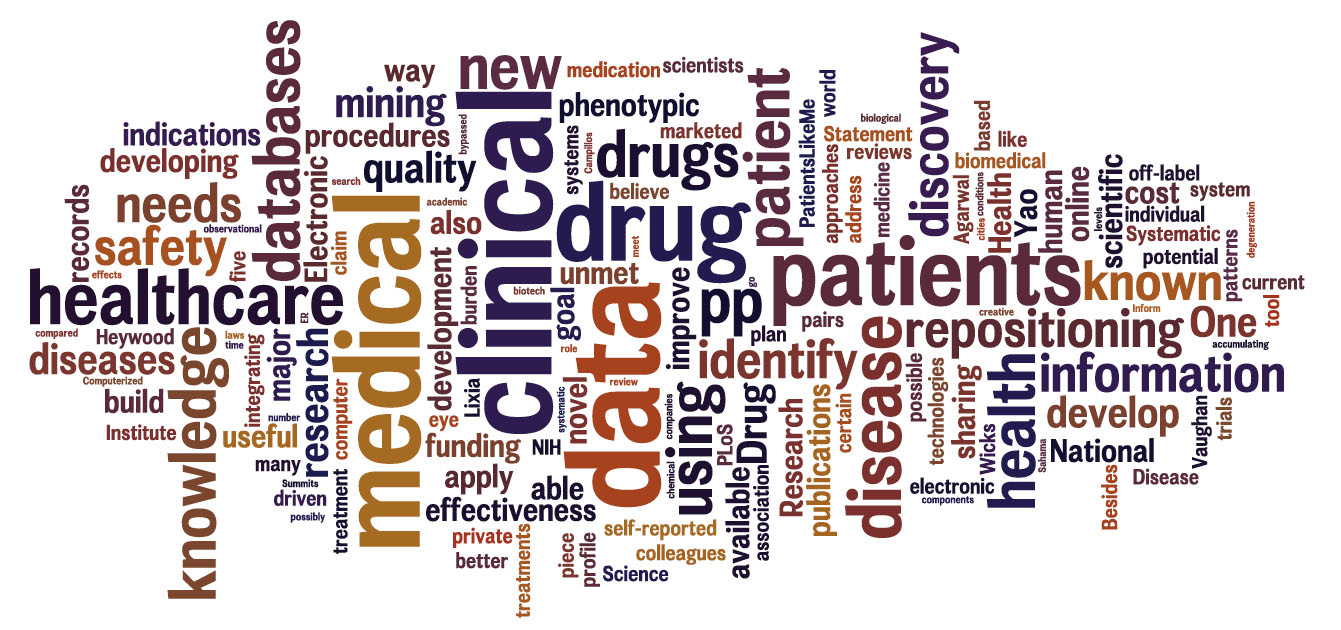 databases
way
new
medication
scientists
patient
world
discovery
mining
clinical
phenotypic
indications
procedures
bypassed
marketed
PatientsLikeMe
biological
Statement
based
like
developing
quality
systems
Campillos
drugs
approaches
reviews
biomedical
search
Electronic
believe
address
medicine
Agarwal
conditions
cities
Health
Yao
human
online
levels
scientific
off-label
cost
system
records
needs
observational
medical
academic
also
drug
individual
Systematic
degeneration
safety
five
claim
effects
meet
unmet
potential
patterns
healthcare
ER
development
burden
biotech
goal
data
improve
pp
go
patients
known
current
compared
Heywood
laws
time
plan
pairs
creative
Inform
repositioning
One
tool
accumulating
diseases
Computerized
knowledge
integrating
major
research
role
identify
disease
information
build
computer
Lixia
systematic
novel
review
using
companies
Drug
possible
technologies
sharing
health
develop
Institute
useful
number
eye
funding
NIH
PLoS
Research
publications
certain
Wicks
Sahama
National
Vaughan
trials
many
Summits
driven
possibly
treatment
apply
able
effectiveness
chemical
available
association
electronic
components
Besides
Disease
private
better
treatments
piece
profile
self-reported
colleagues
Science